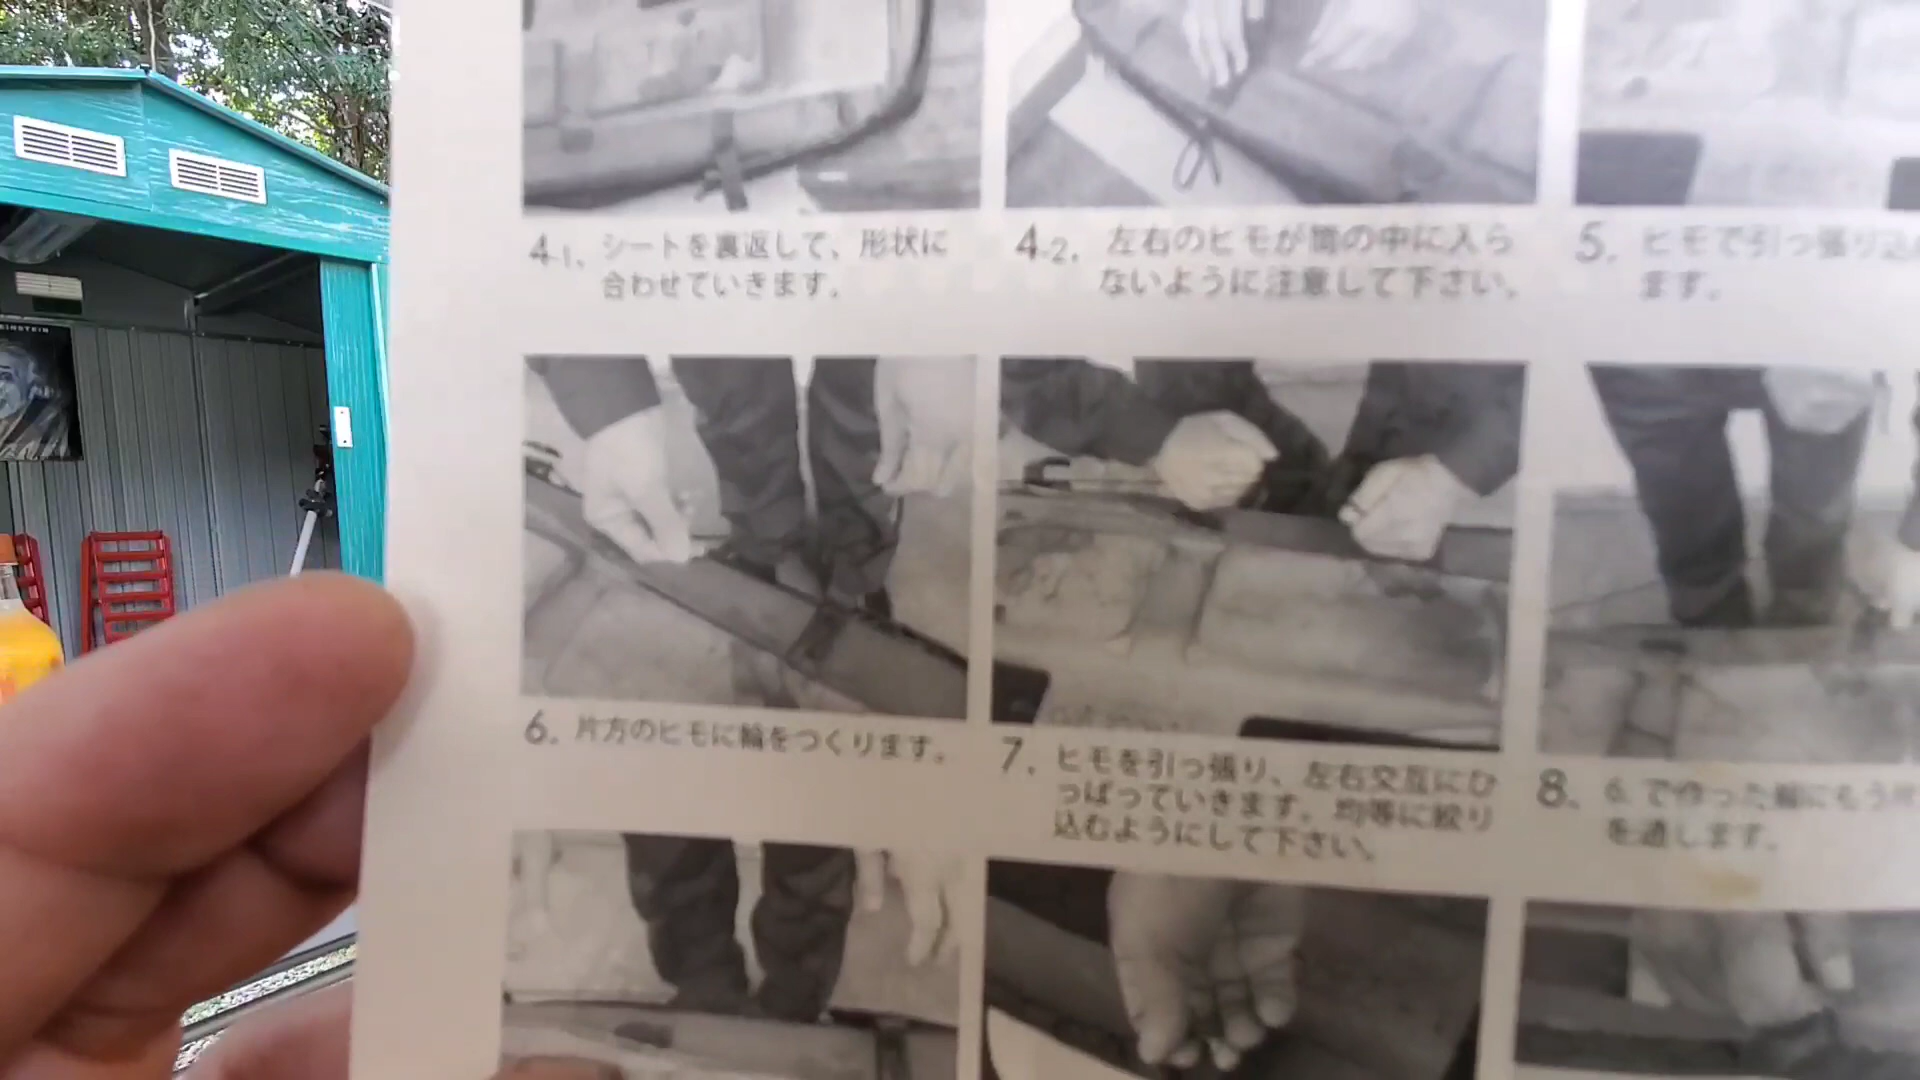 EINSTEIN
4-1. シートを裏返して、形状に
合わせていきます。
4-2. 左右のヒモが筒の中に入ら
ないように注意して下さい。
5. ヒモで引っ張り込
ます。
6. 片方のヒモに輪をつくります。
7. ヒモを引っ張り、左右交互にひ
っぱっていきます。均等に絞り
込むようにして下さい。
8. 6. で作った輪にもう
を通します。